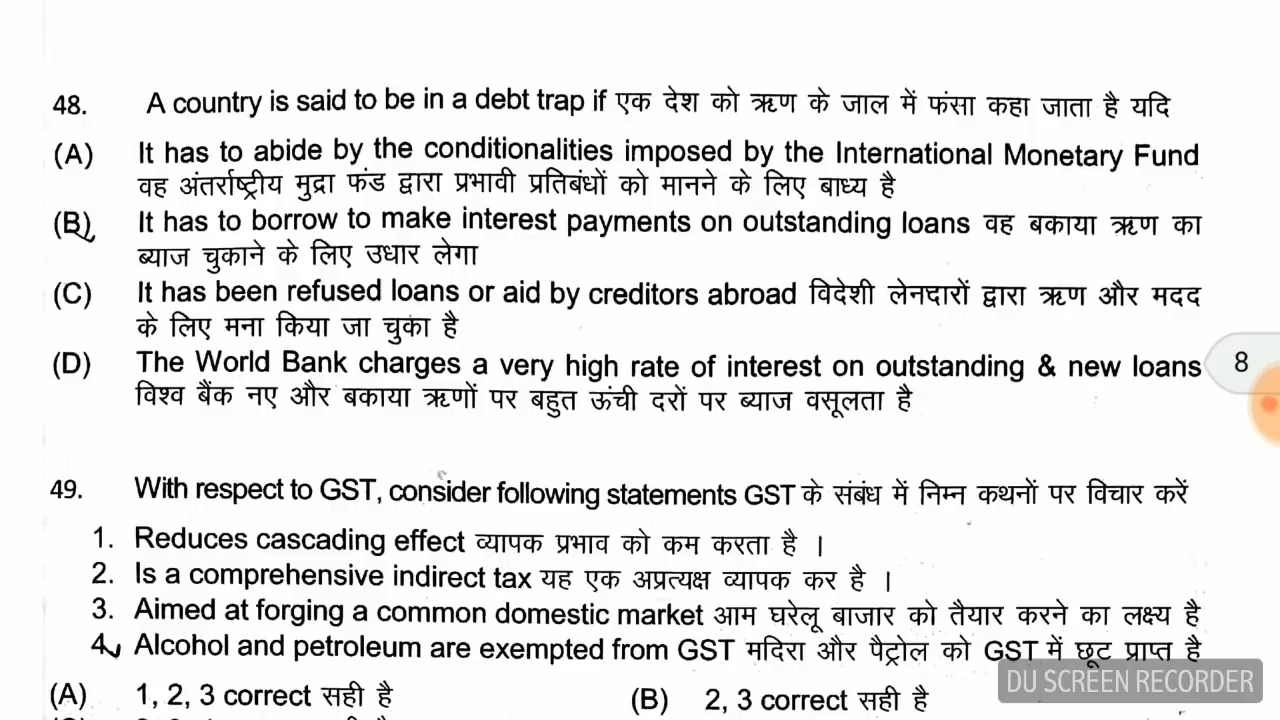 48. A country is said to be in a debt trap if एक देश को ऋण के जाल में फंसा कहा जाता है यदि
(A) It has to abide by the conditionalities imposed by the International Monetary Fund
वह अंतर्राष्ट्रीय मुद्रा फंड द्वारा प्रभावी प्रतिबंधों को मानने के लिए बाध्य है
(B) It has to borrow to make interest payments on outstanding loans वह बकाया ऋण का
ब्याज चुकाने के लिए उधार लेगा
(C) It has been refused loans or aid by creditors abroad विदेशी लेनदारों द्वारा ऋण और मदद
के लिए मना किया जा चुका है
(D) The World Bank charges a very high rate of interest on outstanding & new loans
विश्व बैंक नए और बकाया ऋणों पर बहुत ऊंची दरों पर ब्याज वसूलता है
8
49. With respect to GST, consider following statements GST के संबंध में निम्न कथनों पर विचार करें
1. Reduces cascading effect व्यापक प्रभाव को कम करता है ।
2. Is a comprehensive indirect tax यह एक अप्रत्यक्ष व्यापक कर है ।
3. Aimed at forging a common domestic market आम घरेलू बाजार को तैयार करने का लक्ष्य है
4. Alcohol and petroleum are exempted from GST मदिरा और पैट्रोल को GST में छूट प्राप्त है
DU SCREEN RECORDER
(A) 1, 2, 3 correct सही है (B) 2, 3 correct सही है